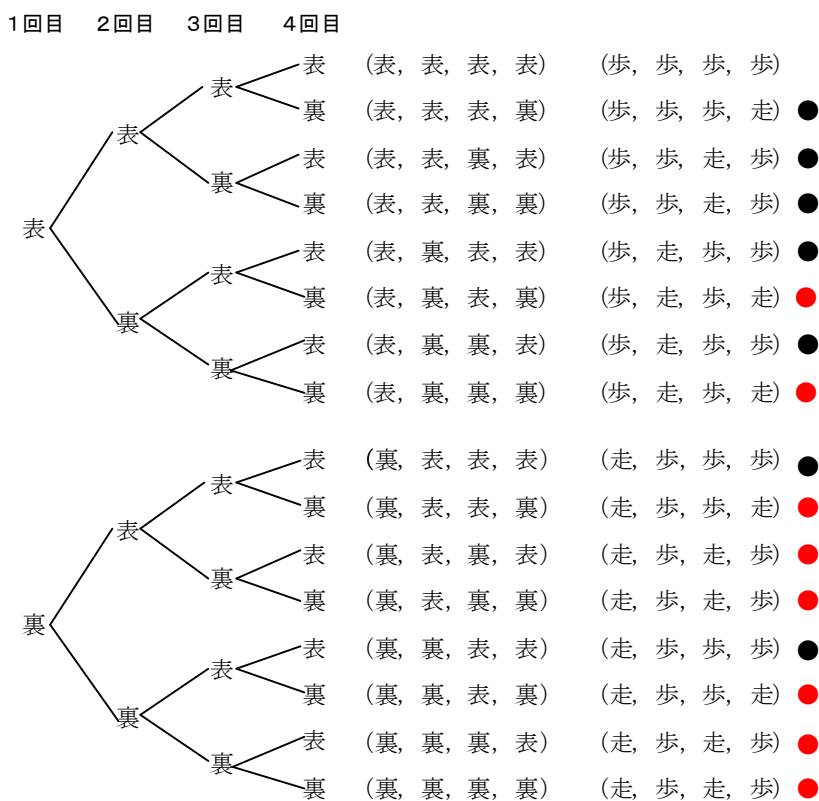 1回目 2回目 3回目 4回目
表 (表, 表, 表, 表) (歩, 歩, 歩, 歩)
表
裏 (表, 表, 表, 裏) (歩, 歩, 歩, 走)
表
表 (表, 表, 裏, 表) (歩, 歩, 走, 歩)
裏
裏 (表, 表, 裏, 裏) (歩, 歩, 走, 歩)
表
表 (表, 裏, 表, 表) (歩, 走, 歩, 歩)
表
裏 (表, 裏, 表, 裏) (歩, 走, 歩, 走)
裏
表 (表, 裏, 裏, 表) (歩, 走, 歩, 歩)
裏
裏 (表, 裏, 裏, 裏) (歩, 走, 歩, 走)
表 (裏, 表, 表, 表) (走, 歩, 歩, 歩)
表
裏 (裏, 表, 表, 裏) (走, 歩, 歩, 走)
表
表 (裏, 表, 裏, 表) (走, 歩, 走, 歩)
裏
裏 (裏, 表, 裏, 裏) (走, 歩, 走, 歩)
裏
表 (裏, 裏, 表, 表) (走, 歩, 歩, 歩)
表
裏 (裏, 裏, 表, 裏) (走, 歩, 歩, 走)
裏
表 (裏, 裏, 裏, 表) (走, 歩, 走, 歩)
裏
裏 (裏, 裏, 裏, 裏) (走, 歩, 走, 歩)